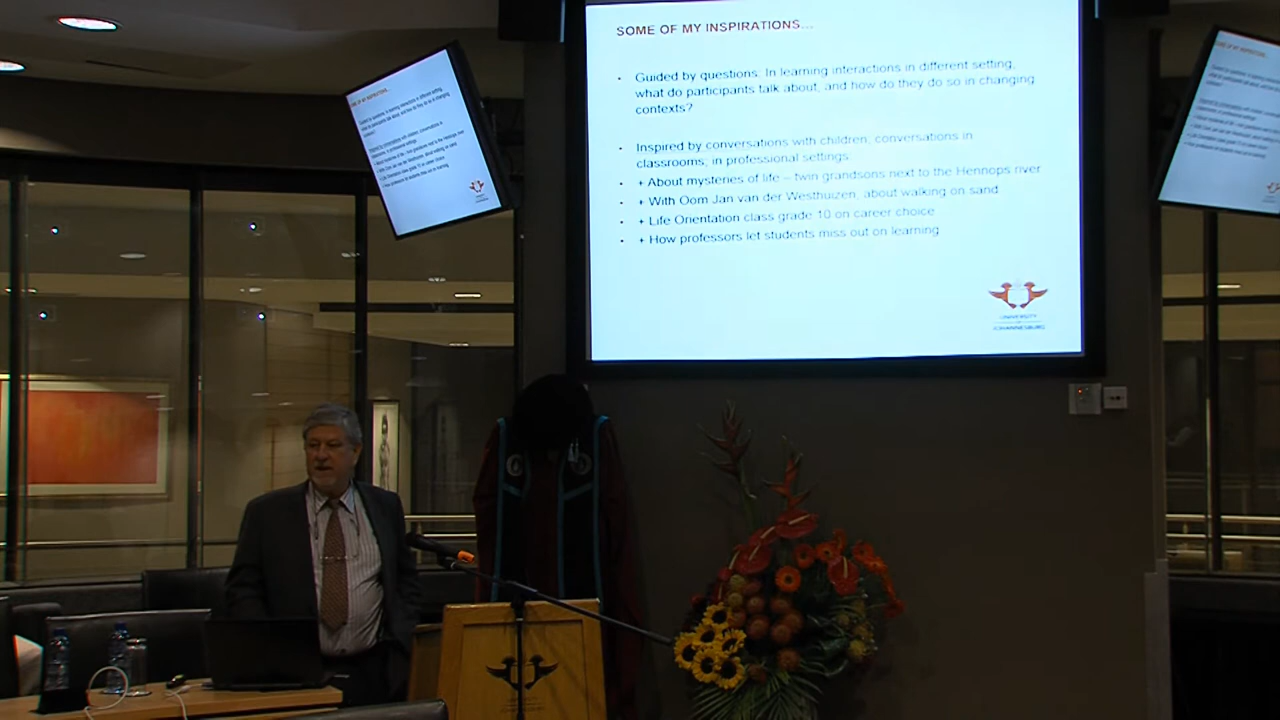 SOME OF MY INSPIRATIONS...
• Guided by questions: In learning interactions in different setting,
what do participants talk about, and how do they do so in changing
contexts?
• Inspired by conversations with children; conversations in
classrooms; in professional settings:
• + About mysteries of life – twin grandsons next to the Hennops river
• + With Oom Jan van der Westhuizen, about walking on sand
• + Life Orientation class grade 10 on career choice
• + How professors let students miss out on learning
UNIVERSITY
OF
JOHANNESBURG